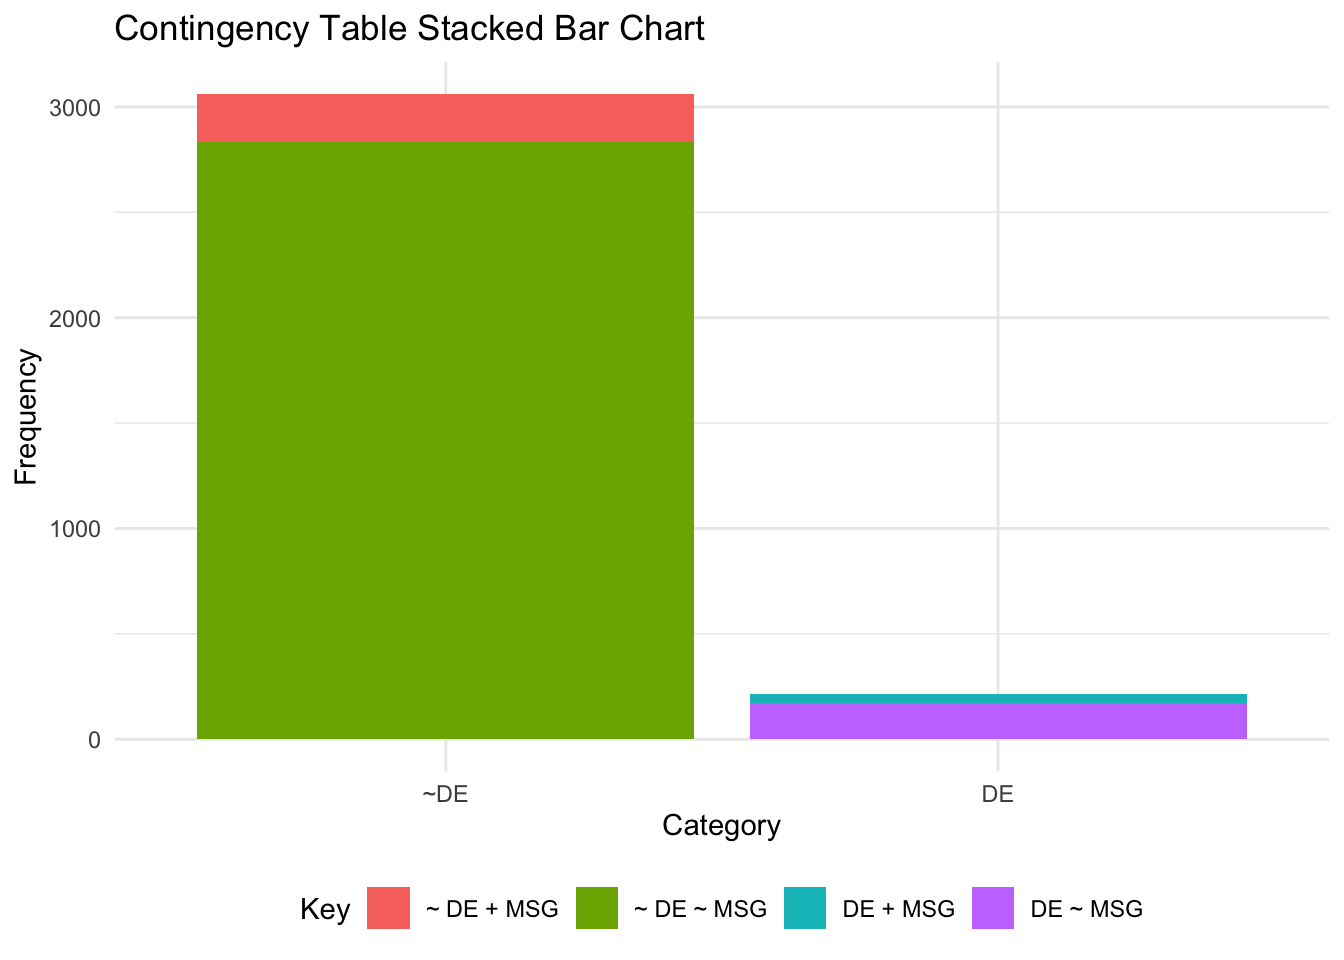 Contingency Table Stacked Bar Chart
3000
2000
1000
0
Frequency
~DE
DE
Category
Key
~ DE + MSG
~ DE ~ MSG
DE + MSG
DE ~ MSG